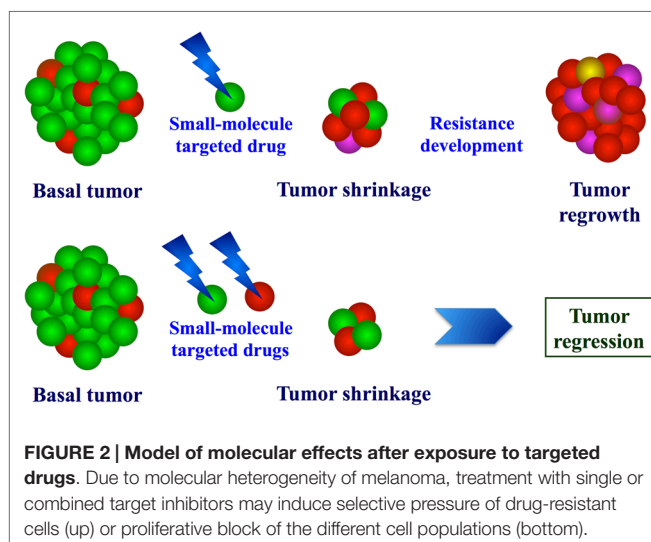 Small-molecule
targeted drug
Resistance
development
Basal tumor
Tumor shrinkage
Tumor
regrowth
Small-molecule
targeted drugs
Tumor
regression
Basal tumor
Tumor shrinkage
FIGURE 2 | Model of molecular effects after exposure to targeted
drugs. Due to molecular heterogeneity of melanoma, treatment with single or
combined target inhibitors may induce selective pressure of drug-resistant
cells (up) or proliferative block of the different cell populations (bottom).